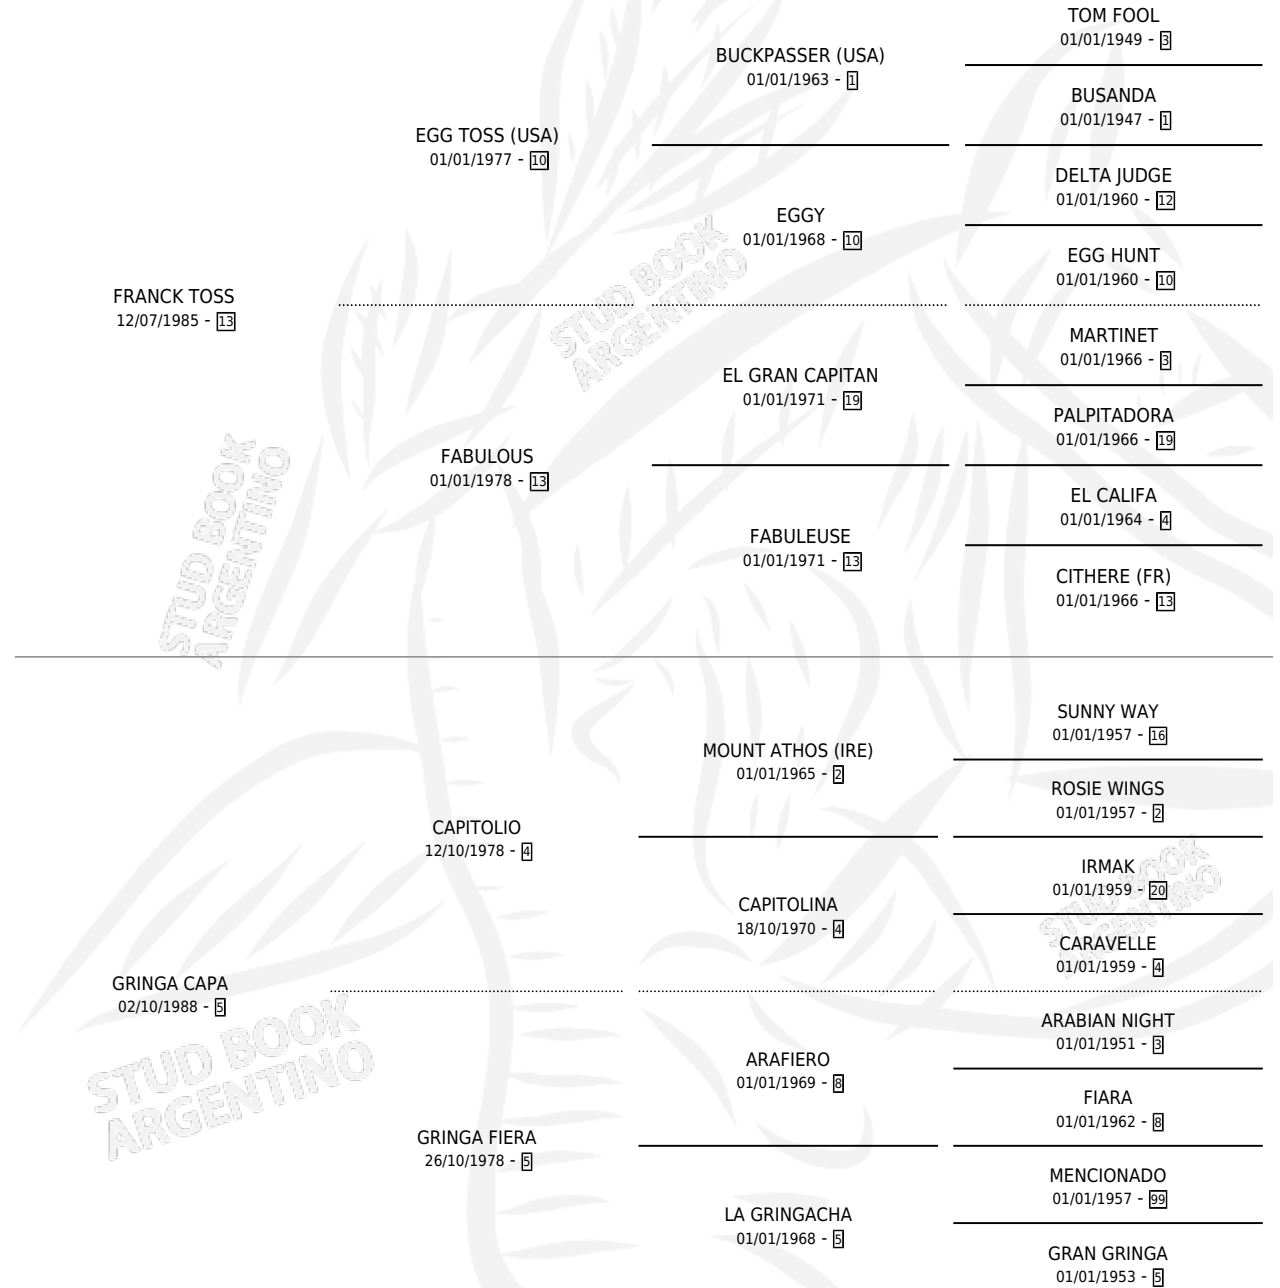 TOM FOOL
01/01/1949 - 3
BUCKPASSER (USA)
01/01/1963 - 1
BUSANDA
01/01/1947 - 1
EGG TOSS (USA)
01/01/1977 - 10
DELTA JUDGE
01/01/1960 - 12
EGGY
01/01/1968 - 10
EGG HUNT
01/01/1960 - 10
FRANCK TOSS
12/07/1985 - 13
MARTINET
01/01/1966 - 3
EL GRAN CAPITAN
01/01/1971 - 19
PALPITADORA
01/01/1966 - 19
FABULOUS
01/01/1978 - 13
EL CALIFA
01/01/1964 - 4
FABULEUSE
01/01/1971 - 13
CITHERE (FR)
01/01/1966 - 13
SUNNY WAY
01/01/1957 - 16
MOUNT ATHOS (IRE)
01/01/1965 - 2
ROSIE WINGS
01/01/1957 - 2
CAPITOLIO
12/10/1978 - 4
IRMAK
01/01/1959 - 20
CAPITOLINA
18/10/1970 - 4
CARAVELLE
01/01/1959 - 4
GRINGA CAPA
02/10/1988 - 5
ARABIAN NIGHT
01/01/1951 - 3
ARAFIERO
01/01/1969 - 8
FIARA
01/01/1962 - 8
GRINGA FIERA
26/10/1978 - 5
MENCIONADO
01/01/1957 - 99
LA GRINGACHA
01/01/1968 - 5
GRAN GRINGA
01/01/1953 - 5
STUD BOOK
ARGENTINO
STUD BOOK
ARGENTINO
STUD BOOK
ARGENTINO
STUD BOOK
ARGENTINO